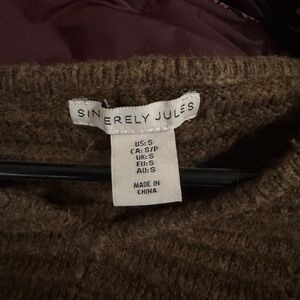 SINCERELY JULES
US: S
CA: S/P
UK: S
EU: S
AU: S
MADE IN
CHINA